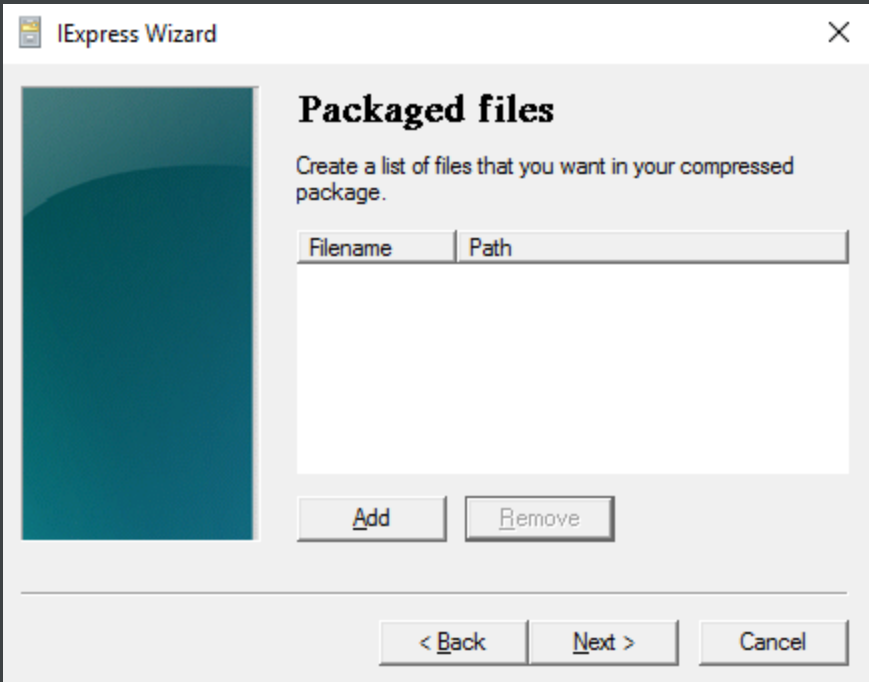 IExpress Wizard
Packaged files
Create a list of files that you want in your compressed
package.
Filename Path
Add Remove
< Back Next > Cancel